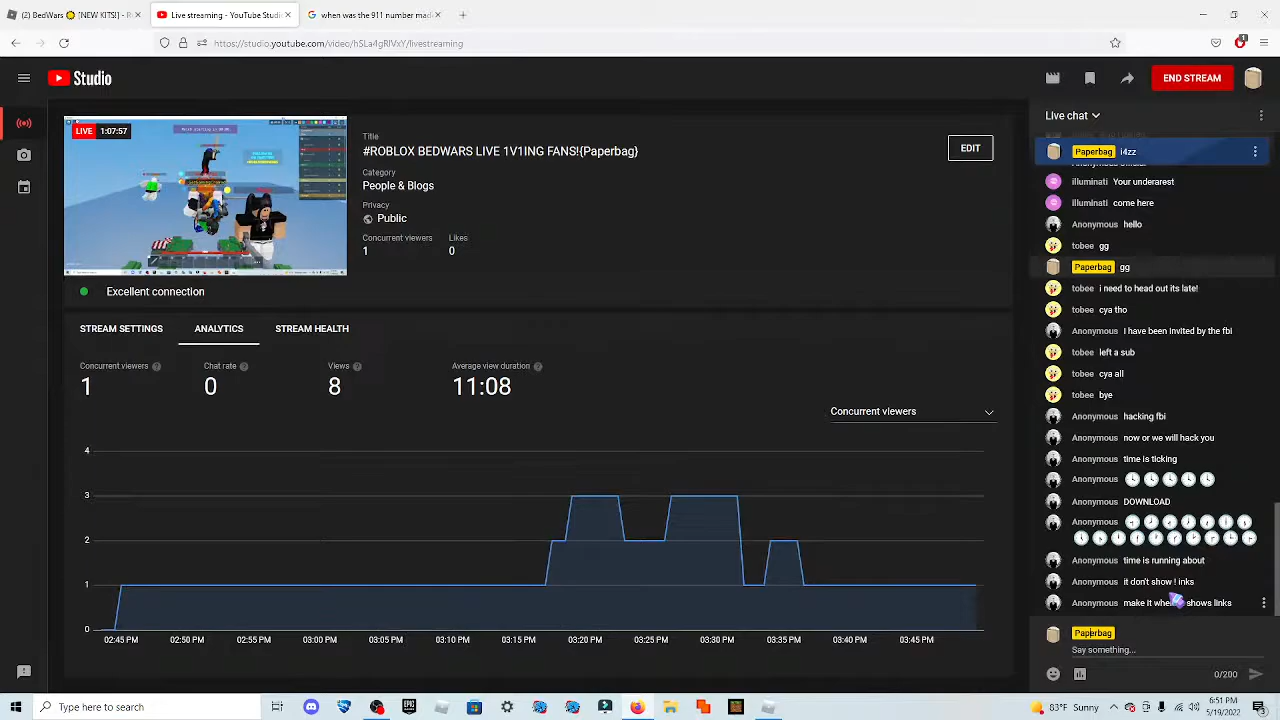 (2) BedWars [NEW KITS!] - R
Live streaming - YouTube Studio
when was the 911 number mad
https://studio.youtube.com/video/hSLa4gRlVxY/livestreaming
Studio
END STREAM
LIVE 1:07:57
Title
#ROBLOX BEDWARS LIVE 1V1ING FANS!(Paperbag)
EDIT
Category
People & Blogs
Privacy
Public
Concurrent viewers Likes
1 0
Excellent connection
STREAM SETTINGS ANALYTICS STREAM HEALTH
Concurrent viewers Chat rate Views Average view duration
1 0 8 11:08
Concurrent viewers
4
3
2
1
0
02:45 PM 02:50 PM 02:55 PM 03:00 PM 03:05 PM 03:10 PM 03:15 PM 03:20 PM 03:25 PM 03:30 PM 03:35 PM 03:40 PM 03:45 PM
Live chat
Paperbag
illuminati Your underarest
illuminati come here
Anonymous hello
tobee gg
Paperbag gg
tobee i need to head out its late!
tobee cya tho
Anonymous I have been invited by the fbi
tobee left a sub
tobee cya all
tobee bye
Anonymous hacking fbi
Anonymous now or we will hack you
Anonymous time is ticking
Anonymous
Anonymous DOWNLOAD
Anonymous
Anonymous time is running about
Anonymous it don't show l inks
Anonymous make it shows links
Paperbag
Say something...
0/200
Type here to search
EPIC
83°F Sunny
6:51 PM
5/19/2022